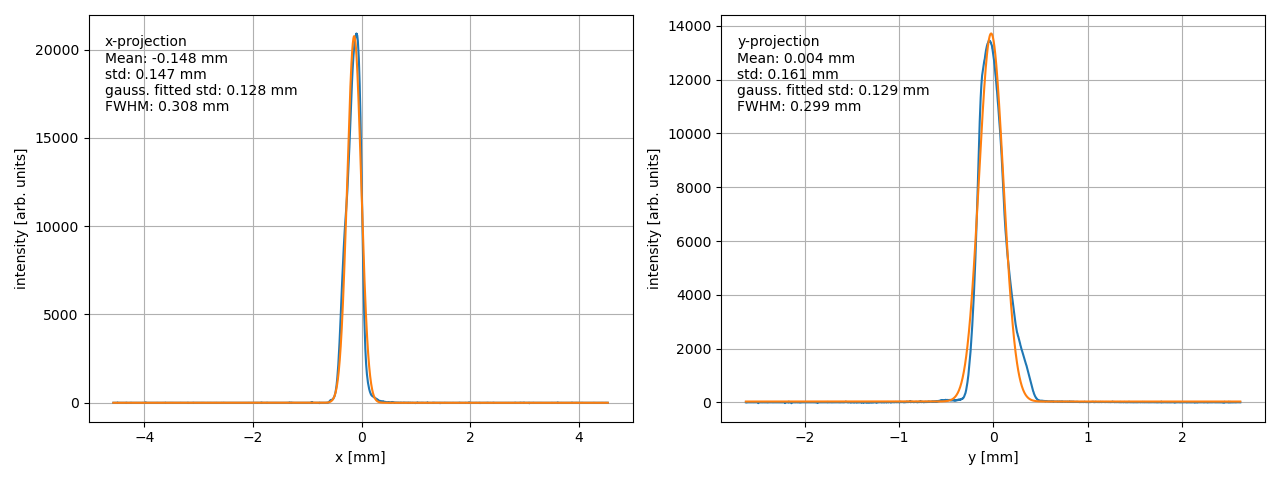 x-projection
Mean: -0.148 mm
std: 0.147 mm
gauss. fitted std: 0.128 mm
FWHM: 0.308 mm
20000
15000
10000
5000
0
intensity [arb. units]
−4
−2
0
2
4
x [mm]
y-projection
Mean: 0.004 mm
std: 0.161 mm
gauss. fitted std: 0.129 mm
FWHM: 0.299 mm
14000
12000
10000
8000
6000
4000
2000
0
intensity [arb. units]
−2
−1
0
1
2
y [mm]